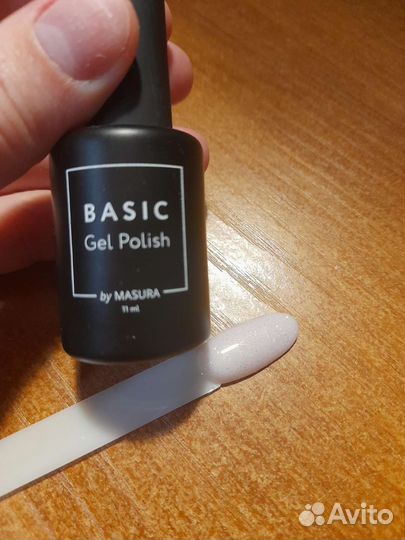 BASIC
Gel Polish
by MASURA
11 ml.
Avito